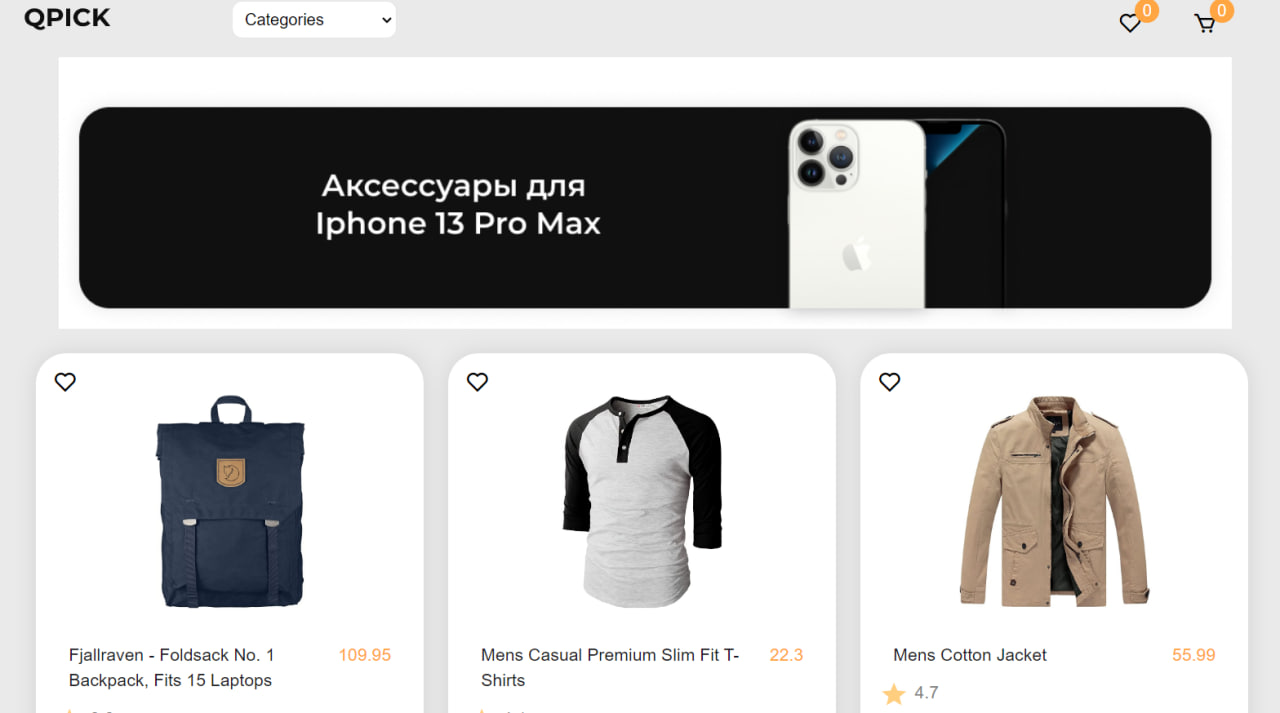 QPICK
Categories
0
0
Аксессуары для
Iphone 13 Pro Max
Fjallraven - Foldsack No. 1
Backpack, Fits 15 Laptops
109.95
Mens Casual Premium Slim Fit T-
Shirts
22.3
Mens Cotton Jacket
55.99
4.7